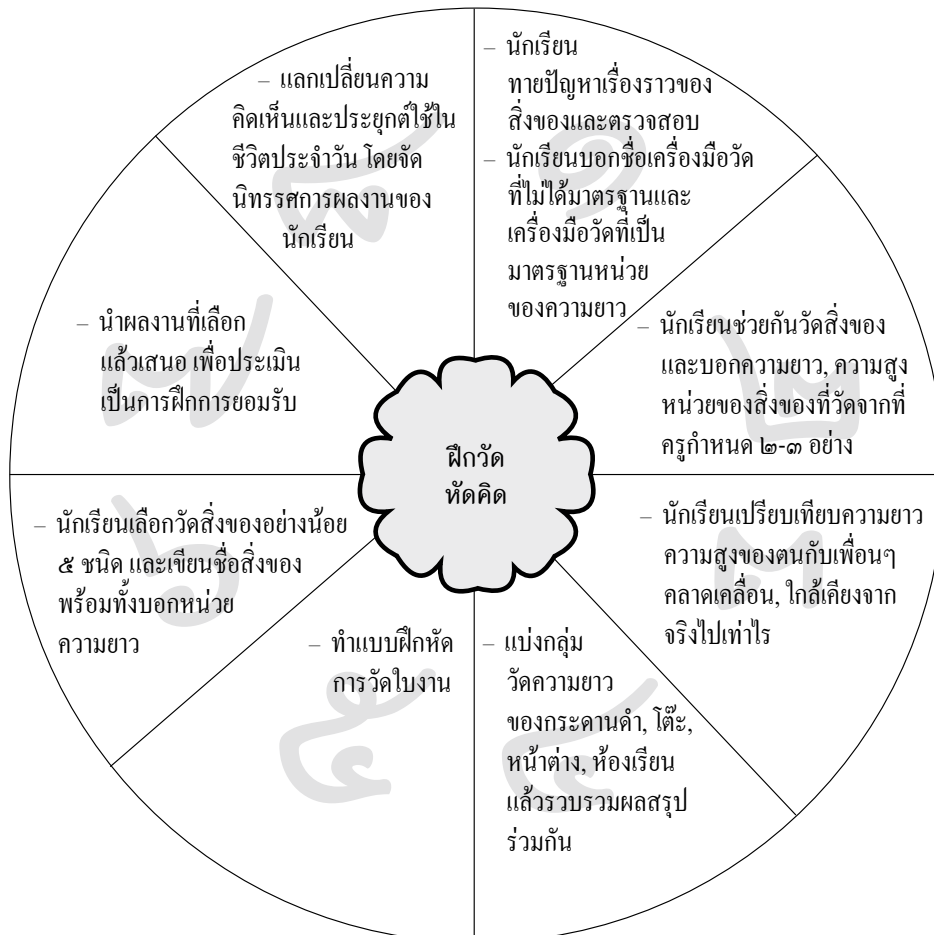 ๑
– นักเรียน
ทายปัญหาเรื่องราวของ
สิ่งของและตรวจสอบ
– นักเรียนบอกชื่อเครื่องมือวัด
ที่ไม่ได้มาตรฐานและ
เครื่องมือวัดที่เป็น
มาตรฐานหน่วย
ของความยาว
๒
– นักเรียนช่วยกันวัดสิ่งของ
และบอกความยาว, ความสูง
หน่วยของสิ่งของที่วัดจากที่
ครูกำหนด ๒-๓ อย่าง
๓
– นักเรียนเปรียบเทียบความยาว
ความสูงของตนกับเพื่อนๆ
คลาดเคลื่อน, ใกล้เคียงจาก
จริงไปเท่าไร
๔
– แบ่งกลุ่ม
วัดความยาว
ของกระดานดำ, โต๊ะ,
หน้าต่าง, ห้องเรียน
แล้วรวบรวมผลสรุป
ร่วมกัน
๕
– ทำแบบฝึกหัด
การวัดใบงาน
๖
– นักเรียนเลือกวัดสิ่งของอย่างน้อย
๕ ชนิด และเขียนชื่อสิ่งของ
พร้อมทั้งบอกหน่วย
ความยาว
๗
– นำผลงานที่เลือก
แล้วเสนอ เพื่อประเมิน
เป็นการฝึกการยอมรับ
๘
– แลกเปลี่ยนความ
คิดเห็นและประยุกต์ใช้ใน
ชีวิตประจำวัน โดยจัด
นิทรรศการผลงานของ
นักเรียน
ฝึกวัด
หัดคิด